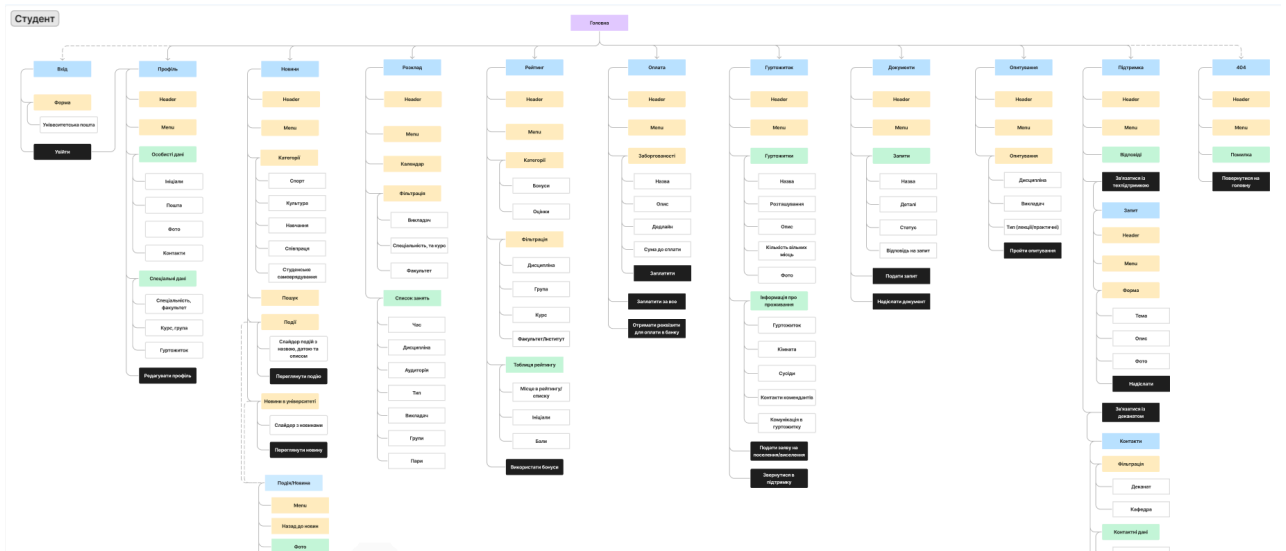 Студент
Головна
Вхід
Форма
Університетська пошта
Увійти
Профіль
Header
Menu
Особисті дані
Ініціали
Пошта
Фото
Контакти
Спеціальні дані
Спеціальність,
факультет
Курс, група
Гуртожиток
Редагувати профіль
Новини
Header
Menu
Категорії
Спорт
Культура
Навчання
Співпраця
Студентське
самоврядування
Пошук
Події
Слайдер подій з
назвою, датою та
описом
Переглянути подію
Новини в університеті
Слайдер з новинами
Переглянути новину
Подія/Новина
Menu
Назад до новин
Фото
Розклад
Header
Menu
Календар
Фільтрація
Викладач
Спеціальність, та курс
Факультет
Список занять
Час
Дисципліна
Аудиторія
Тип
Викладач
Групи
Пари
Рейтинг
Header
Menu
Категорії
Бонуси
Оцінки
Фільтрація
Дисципліна
Група
Курс
Факультет/Інститут
Таблиця рейтингу
Місце в рейтингу/
списку
Ініціали
Бали
Використати бонуси
Оплата
Header
Menu
Заборгованості
Назва
Опис
Дедлайн
Сума до оплати
Заплатити
Заплатити за все
Отримати реквізити
для оплати в банку
Гуртожиток
Header
Menu
Гуртожитки
Назва
Розташування
Опис
Кількість вільних
місць
Фото
Інформація про
проживання
Гуртожиток
Кімната
Сусіди
Контакти комендантів
Комунікація в
гуртожитку
Подати заявку на
поселення/виселення
Звернутися в
підтримку
Документи
Header
Menu
Запити
Назва
Деталі
Статус
Відповідь на запит
Подати запит
Надіслати документ
Опитування
Header
Menu
Опитування
Дисципліна
Викладач
Тип (лекції/практичні)
Пройти опитування
Підтримка
Header
Menu
Відповіді
Зв'язатися із
техпідтримкою
Запит
Header
Menu
Форма
Тема
Опис
Фото
Надіслати
Зв'язатися із
деканатом
Контакти
Фільтрація
Деканат
Кафедра
Контактні дані
404
Header
Menu
Помилка
Повернутися на
головну